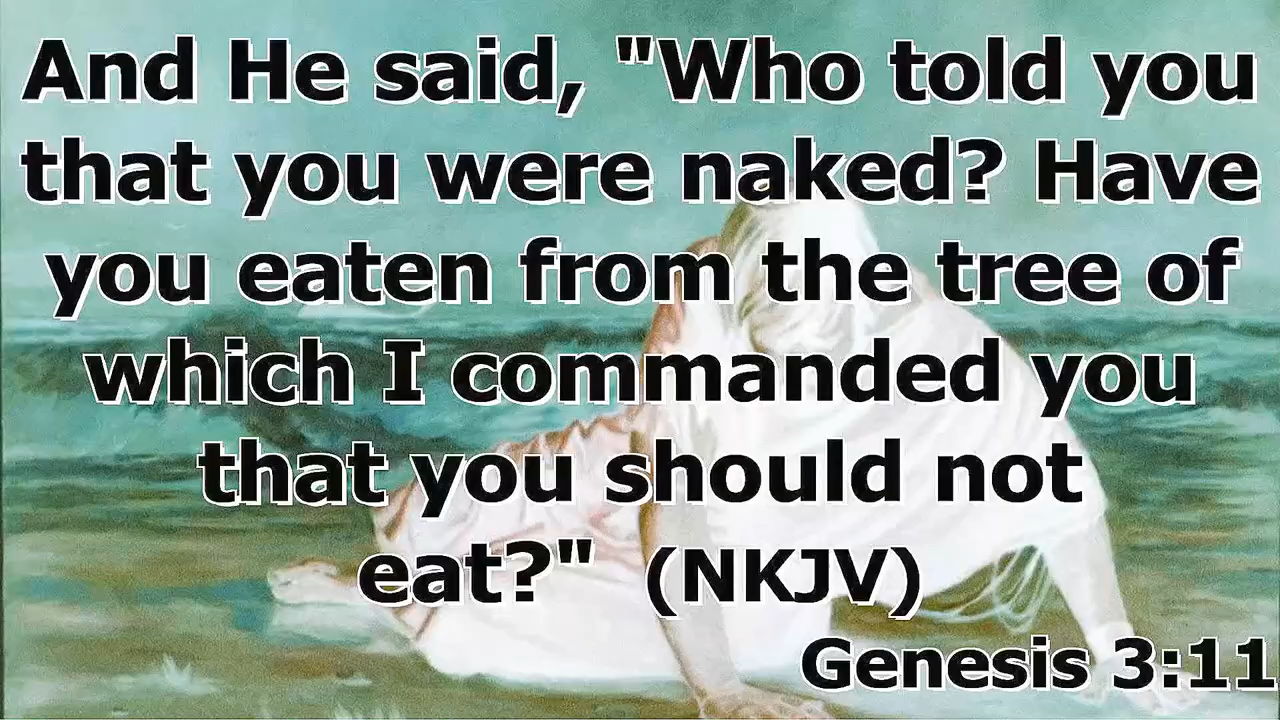 And He said, "Who told you
that you were naked? Have
you eaten from the tree of
which I commanded you
that you should not
eat?" (NKJV)
Genesis 3:11